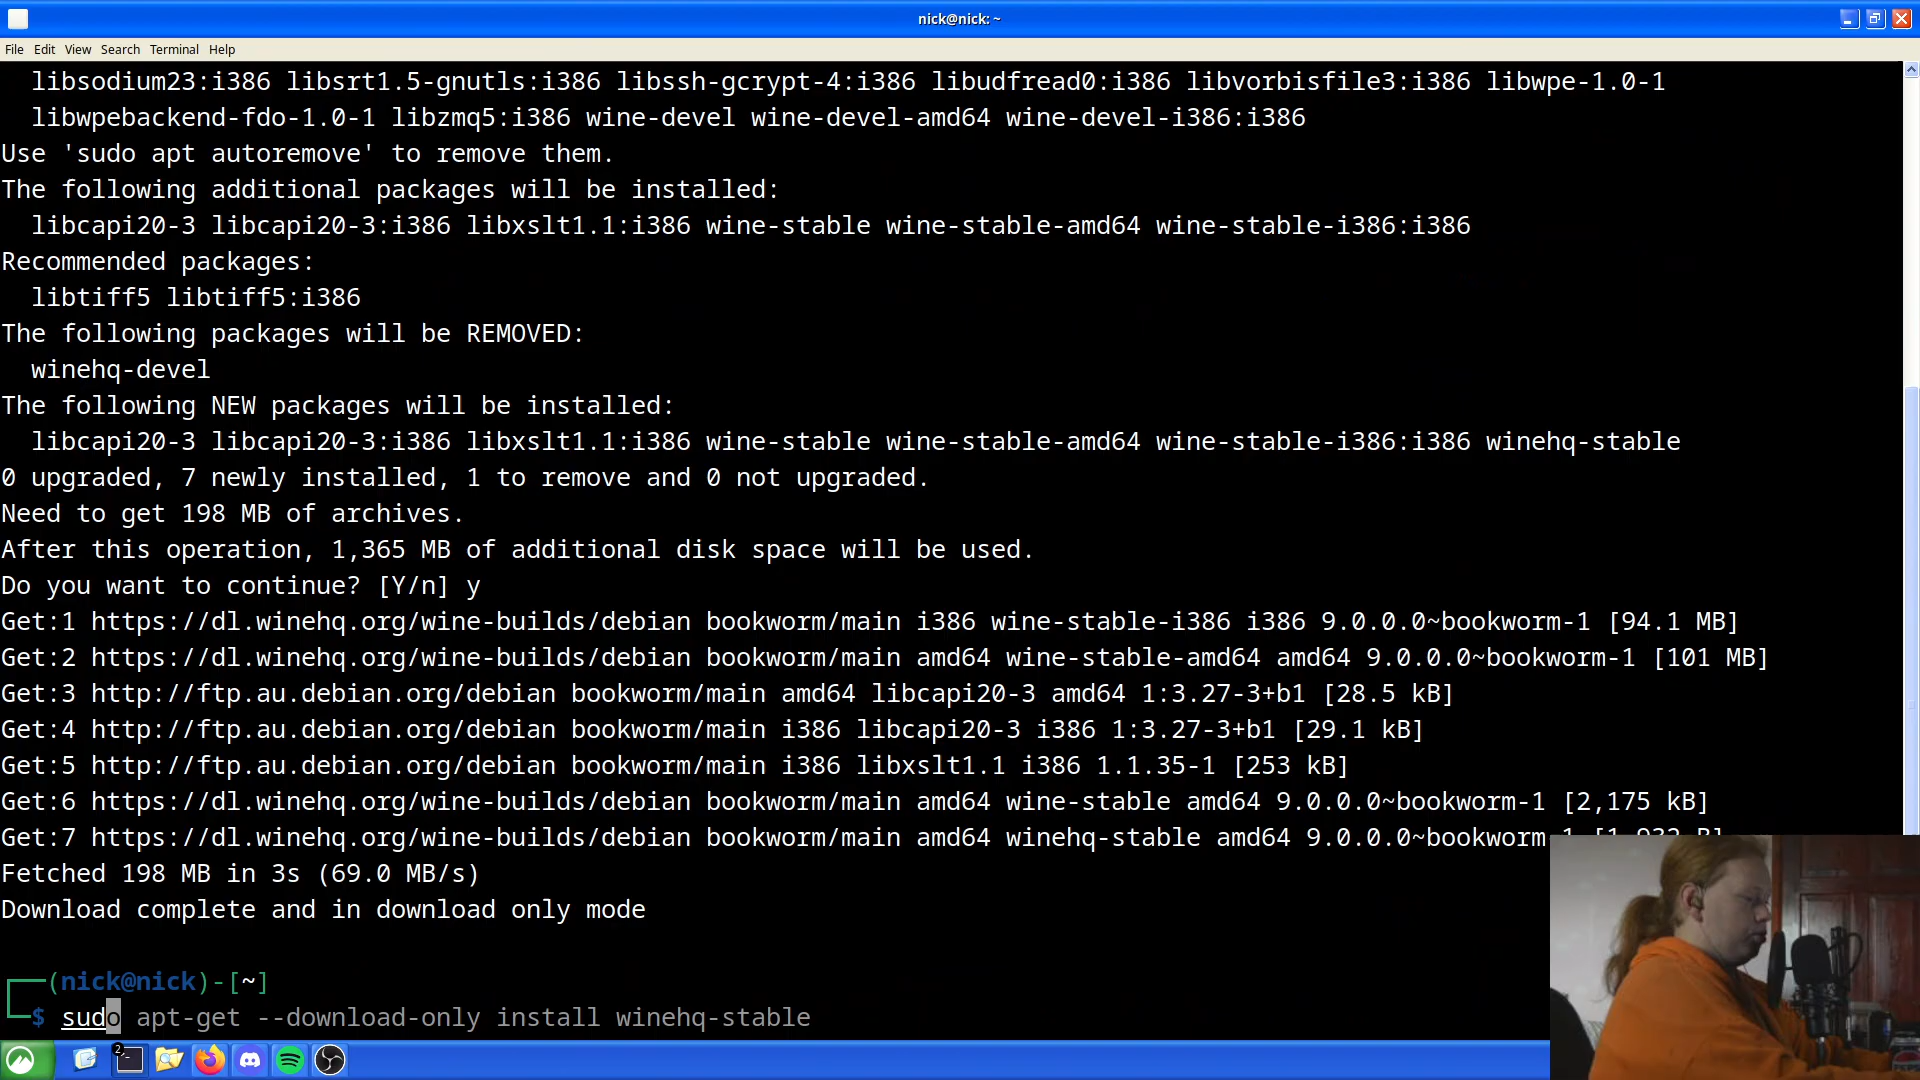 nick@nick: ~
File Edit View Search Terminal Help
libsodium23:i386 libsrt1.5-gnutls:i386 libssh-gcrypt-4:i386 libudfread0:i386 libvorbisfile3:i386 libwpe-1.0-1
libwpebackend-fdo-1.0-1 libzmq5:i386 wine-devel wine-devel-amd64 wine-devel-i386:i386
Use 'sudo apt autoremove' to remove them.
The following additional packages will be installed:
libcapi20-3 libcapi20-3:i386 libxslt1.1:i386 wine-stable wine-stable-amd64 wine-stable-i386:i386
Recommended packages:
libtiff5 libtiff5:i386
The following packages will be REMOVED:
winehq-devel
The following NEW packages will be installed:
libcapi20-3 libcapi20-3:i386 libxslt1.1:i386 wine-stable wine-stable-amd64 wine-stable-i386:i386 winehq-stable
0 upgraded, 7 newly installed, 1 to remove and 0 not upgraded.
Need to get 198 MB of archives.
After this operation, 1,365 MB of additional disk space will be used.
Do you want to continue? [Y/n] y
Get:1 https://dl.winehq.org/wine-builds/debian bookworm/main i386 wine-stable-i386 i386 9.0.0.0~bookworm-1 [94.1 MB]
Get:2 https://dl.winehq.org/wine-builds/debian bookworm/main amd64 wine-stable-amd64 amd64 9.0.0.0~bookworm-1 [101 MB]
Get:3 http://ftp.au.debian.org/debian bookworm/main amd64 libcapi20-3 amd64 1:3.27-3+b1 [28.5 kB]
Get:4 http://ftp.au.debian.org/debian bookworm/main i386 libcapi20-3 i386 1:3.27-3+b1 [29.1 kB]
Get:5 http://ftp.au.debian.org/debian bookworm/main i386 libxslt1.1 i386 1.1.35-1 [253 kB]
Get:6 https://dl.winehq.org/wine-builds/debian bookworm/main amd64 wine-stable amd64 9.0.0.0~bookworm-1 [2,175 kB]
Get:7 https://dl.winehq.org/wine-builds/debian bookworm/main amd64 winehq-stable amd64 9.0.0.0~bookworm-1 [1,932 B]
Fetched 198 MB in 3s (69.0 MB/s)
Download complete and in download only mode
(nick@nick)-[~]
$ sudo apt-get --download-only install winehq-stable
2